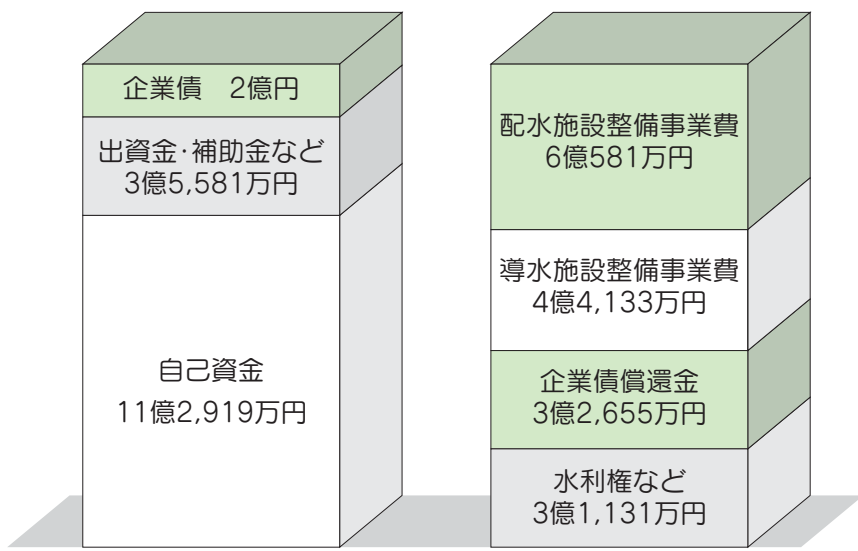 企業債　2億円
出資金･補助金など
3億5,581万円
自己資金
11億2,919万円
配水施設整備事業費
6億581万円
導水施設整備事業費
4億4,133万円
企業債償還金
3億2,655万円
水利権など
3億1,131万円